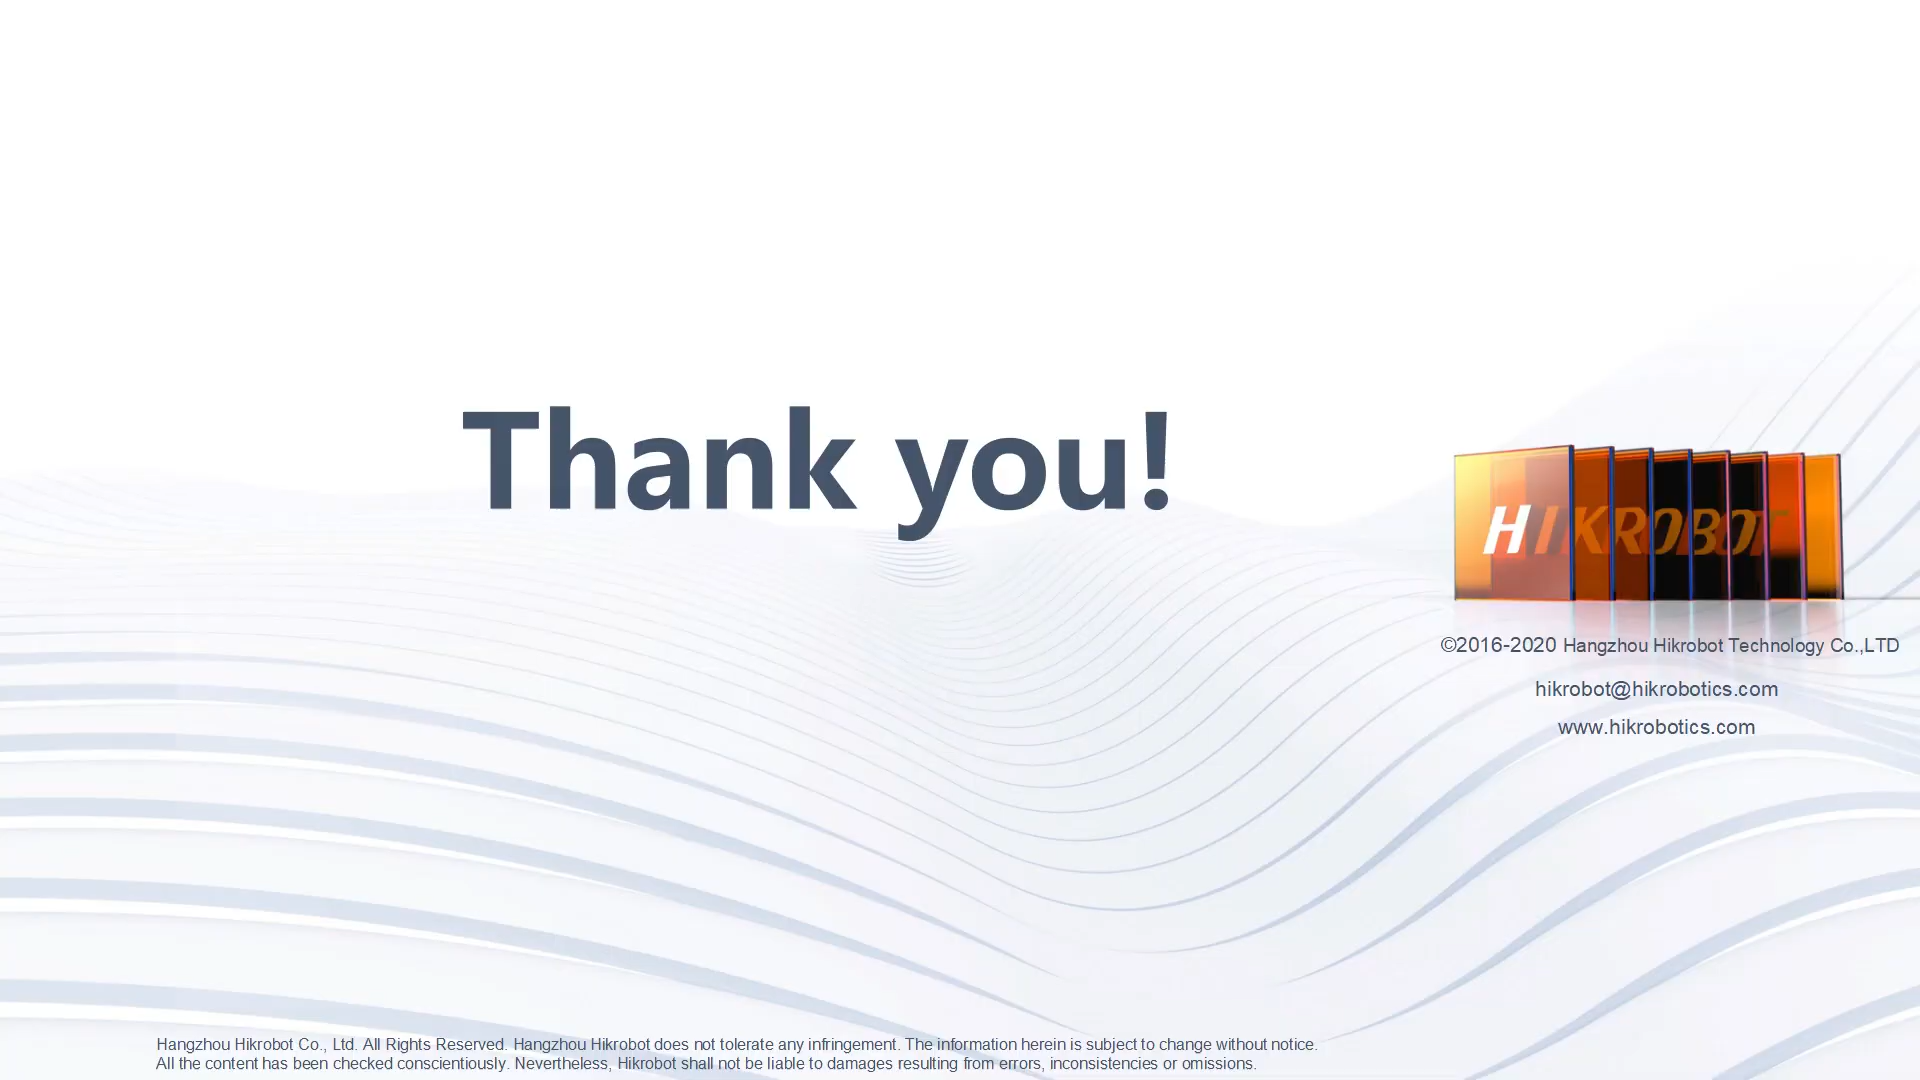 Thank you!
HIKROBOT
©2016-2020 Hangzhou Hikrobot Technology Co.,LTD
hikrobot@hikrobotics.com
www.hikrobotics.com
Hangzhou Hikrobot Co., Ltd. All Rights Reserved. Hangzhou Hikrobot does not tolerate any infringement. The information herein is subject to change without notice.
All the content has been checked conscientiously. Nevertheless, Hikrobot shall not be liable to damages resulting from errors, inconsistencies or omissions.